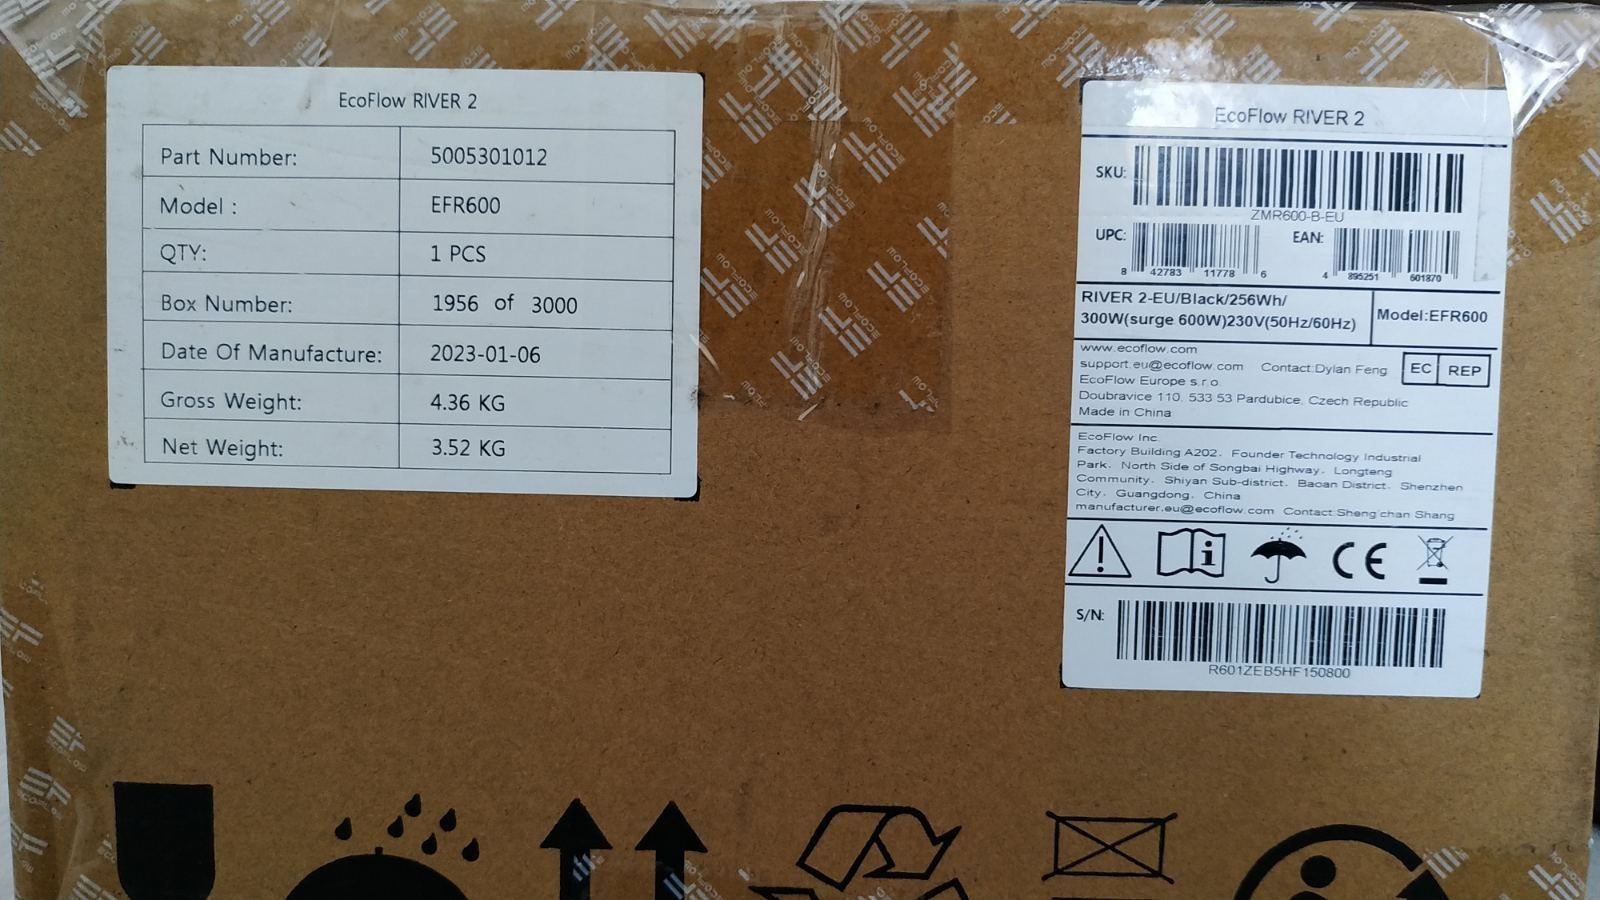 EcoFlow RIVER 2
Part Number: 5005301012
Model : EFR600
QTY: 1 PCS
Box Number: 1956 of 3000
Date Of Manufacture: 2023-01-06
Gross Weight: 4.36 KG
Net Weight: 3.52 KG
EcoFlow RIVER 2
SKU:
ZMR600-B-EU
UPC: EAN:
8 42783 11778 6 4 895251 601870
RIVER 2-EU/Black/256Wh/
300W(surge 600W)230V(50Hz/60Hz)
Model:EFR600
www.ecoflow.com
support.eu@ecoflow.com Contact:Dylan Feng
EC REP
EcoFlow Europe s.r.o.
Doubravice 110, 533 53 Pardubice, Czech Republic
Made in China
EcoFlow Inc.
Factory Building A202, Founder Technology Industrial
Park, North Side of Songbai Highway, Longteng
Community, Shiyan Sub-district, Baoan District, Shenzhen
City, Guangdong, China
manufacturer.eu@ecoflow.com Contact:Sheng'chan Shang
CE
S/N:
R601ZEB5HF150800
ECOFLOW